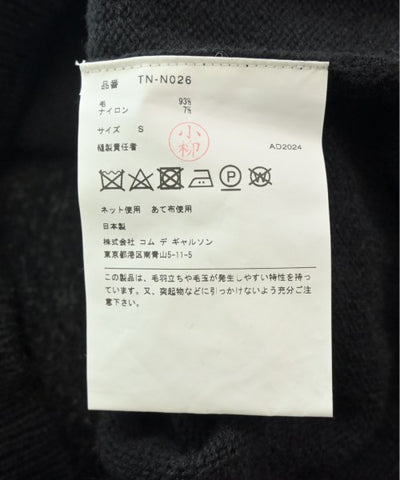 品番 TN-N026
毛 93%
ナイロン 7%
サイズ S
縫製責任者 小柳 AD2024
ネット使用 あて布使用
日本製
株式会社 コム デ ギャルソン
東京都港区南青山5-11-5
この製品は、毛羽立ちや毛玉が発生しやすい特性を持っ
ています。又、突起物などに引っかけないよう充分ご注
意下さい。